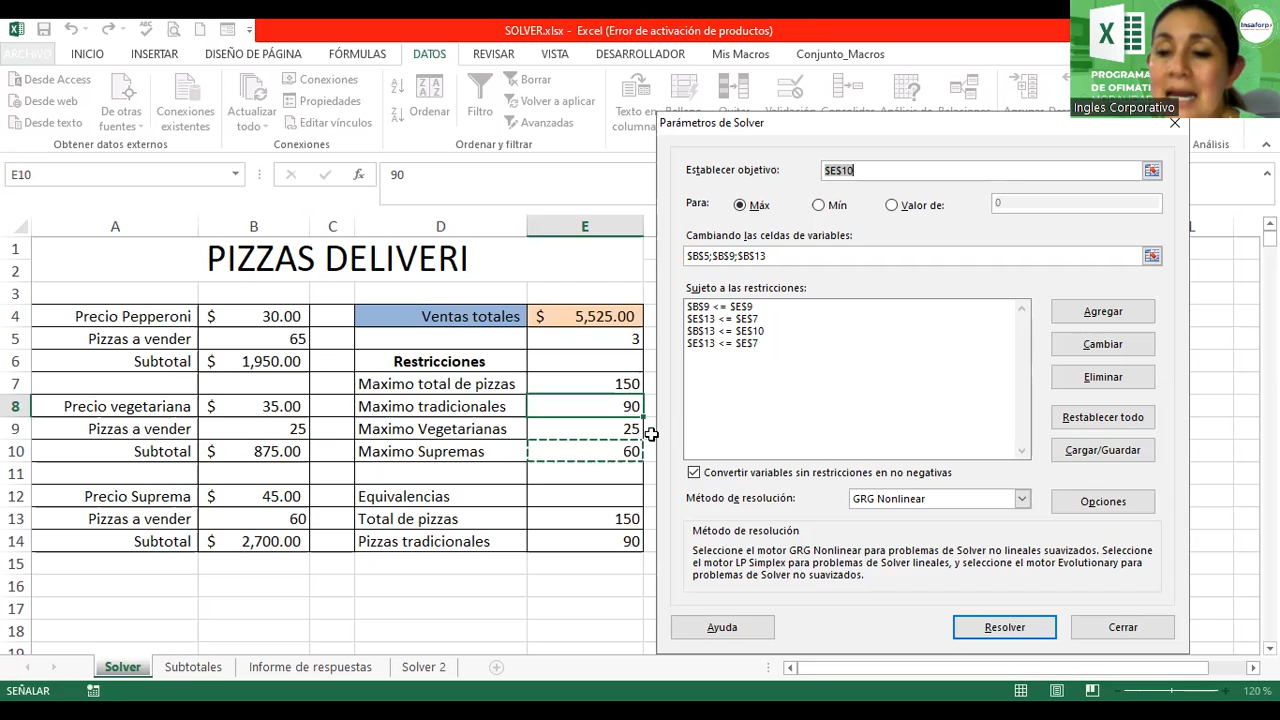 SOLVER.xlsx - Excel (Error de activación de productos)
ARCHIVO INICIO INSERTAR DISEÑO DE PÁGINA FÓRMULAS DATOS REVISAR VISTA DESARROLLADOR Mis Macros Conjunto_Macros
Desde Access
Desde web
Desde texto
De otras fuentes
Conexiones existentes
Obtener datos externos
Actualizar todo
Conexiones
Propiedades
Editar vínculos
Conexiones
Ordenar
Filtro
Borrar
Volver a aplicar
Avanzadas
Ordenar y filtrar
Texto en columna
Análisis
PROGRAMA
DE OFIMÁTI
Insaforp
Ingles Corporativo
E10
fx
90
A B C D E L
1 PIZZAS DELIVERI
2
3
4 Precio Pepperoni $ 30.00 Ventas totales $ 5,525.00
5 Pizzas a vender 65 3
6 Subtotal $ 1,950.00 Restricciones
7 Maximo total de pizzas 150
8 Precio vegetariana $ 35.00 Maximo tradicionales 90
9 Pizzas a vender 25 Maximo Vegetarianas 25
10 Subtotal $ 875.00 Maximo Supremas 60
11
12 Precio Suprema $ 45.00 Equivalencias
13 Pizzas a vender 60 Total de pizzas 150
14 Subtotal $ 2,700.00 Pizzas tradicionales 90
15
16
17
18
Parámetros de Solver
Establecer objetivo: $E$10
Para: Máx Mín Valor de: 0
Cambiando las celdas de variables:
$B$5;$B$9;$B$13
Sujeto a las restricciones:
$B$9 <= $E$9
$E$13 <= $E$7
$B$13 <= $E$10
$E$13 <= $E$7
Agregar
Cambiar
Eliminar
Restablecer todo
Cargar/Guardar
Convertir variables sin restricciones en no negativas
Método de resolución: GRG Nonlinear
Opciones
Método de resolución
Seleccione el motor GRG Nonlinear para problemas de Solver no lineales suavizados. Seleccione
el motor LP Simplex para problemas de Solver lineales, y seleccione el motor Evolutionary para
problemas de Solver no suavizados.
Ayuda Resolver Cerrar
Solver Subtotales Informe de respuestas Solver 2
SEÑALAR
120 %